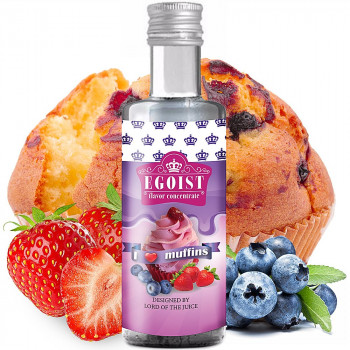 EGOIST
flavor concentrate
I ❤ muffins
DESIGNED BY
LORD OF THE JUICE